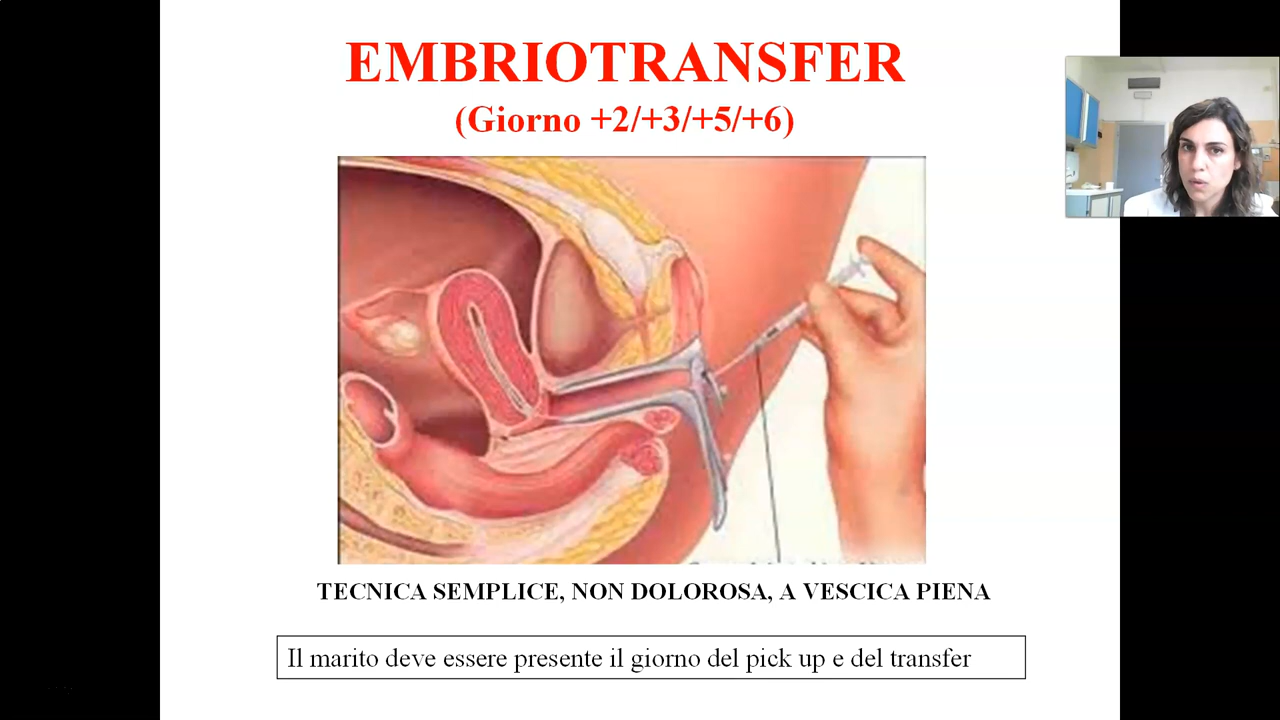 EMBRIOTRANSFER
(Giorno +2/+3/+5/+6)
TECNICA SEMPLICE, NON DOLOROSA, A VESCICA PIENA
Il marito deve essere presente il giorno del pick up e del transfer